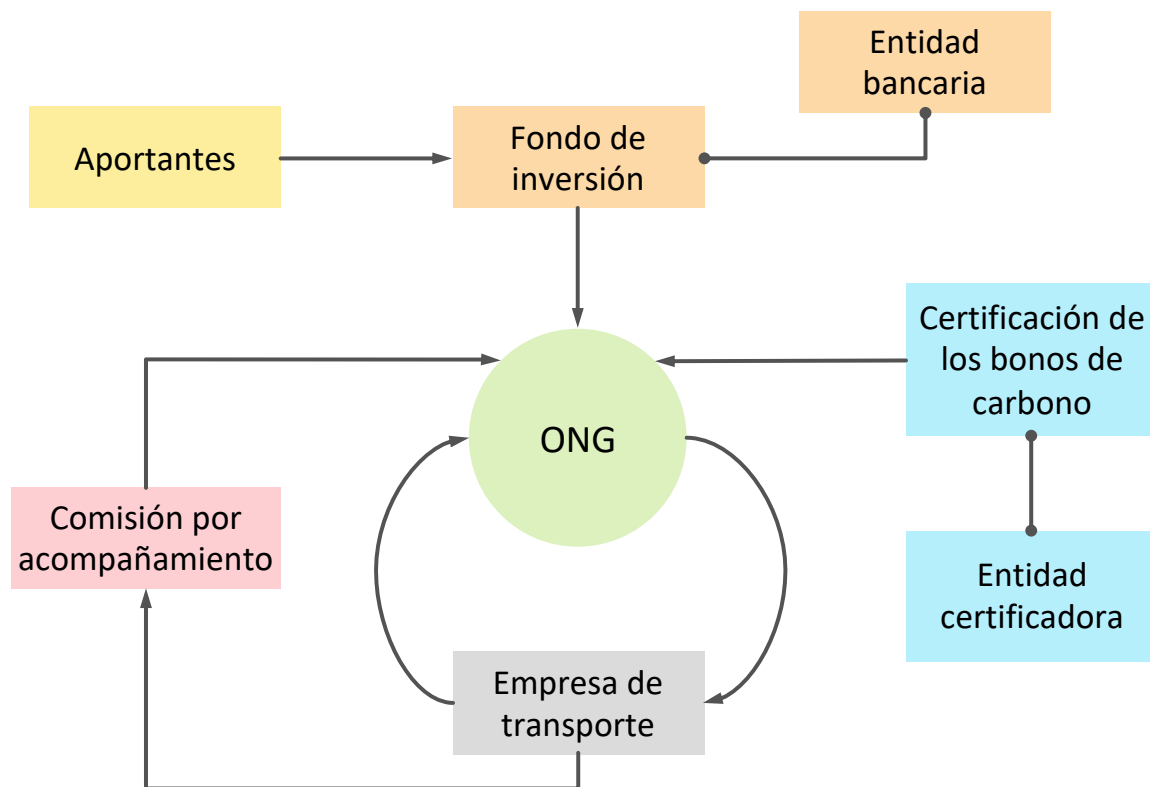 Entidad
bancaria
Aportantes
Fondo de
inversión
Certificación de
los bonos de
carbono
ONG
Comisión por
acompañamiento
Entidad
certificadora
Empresa de
transporte